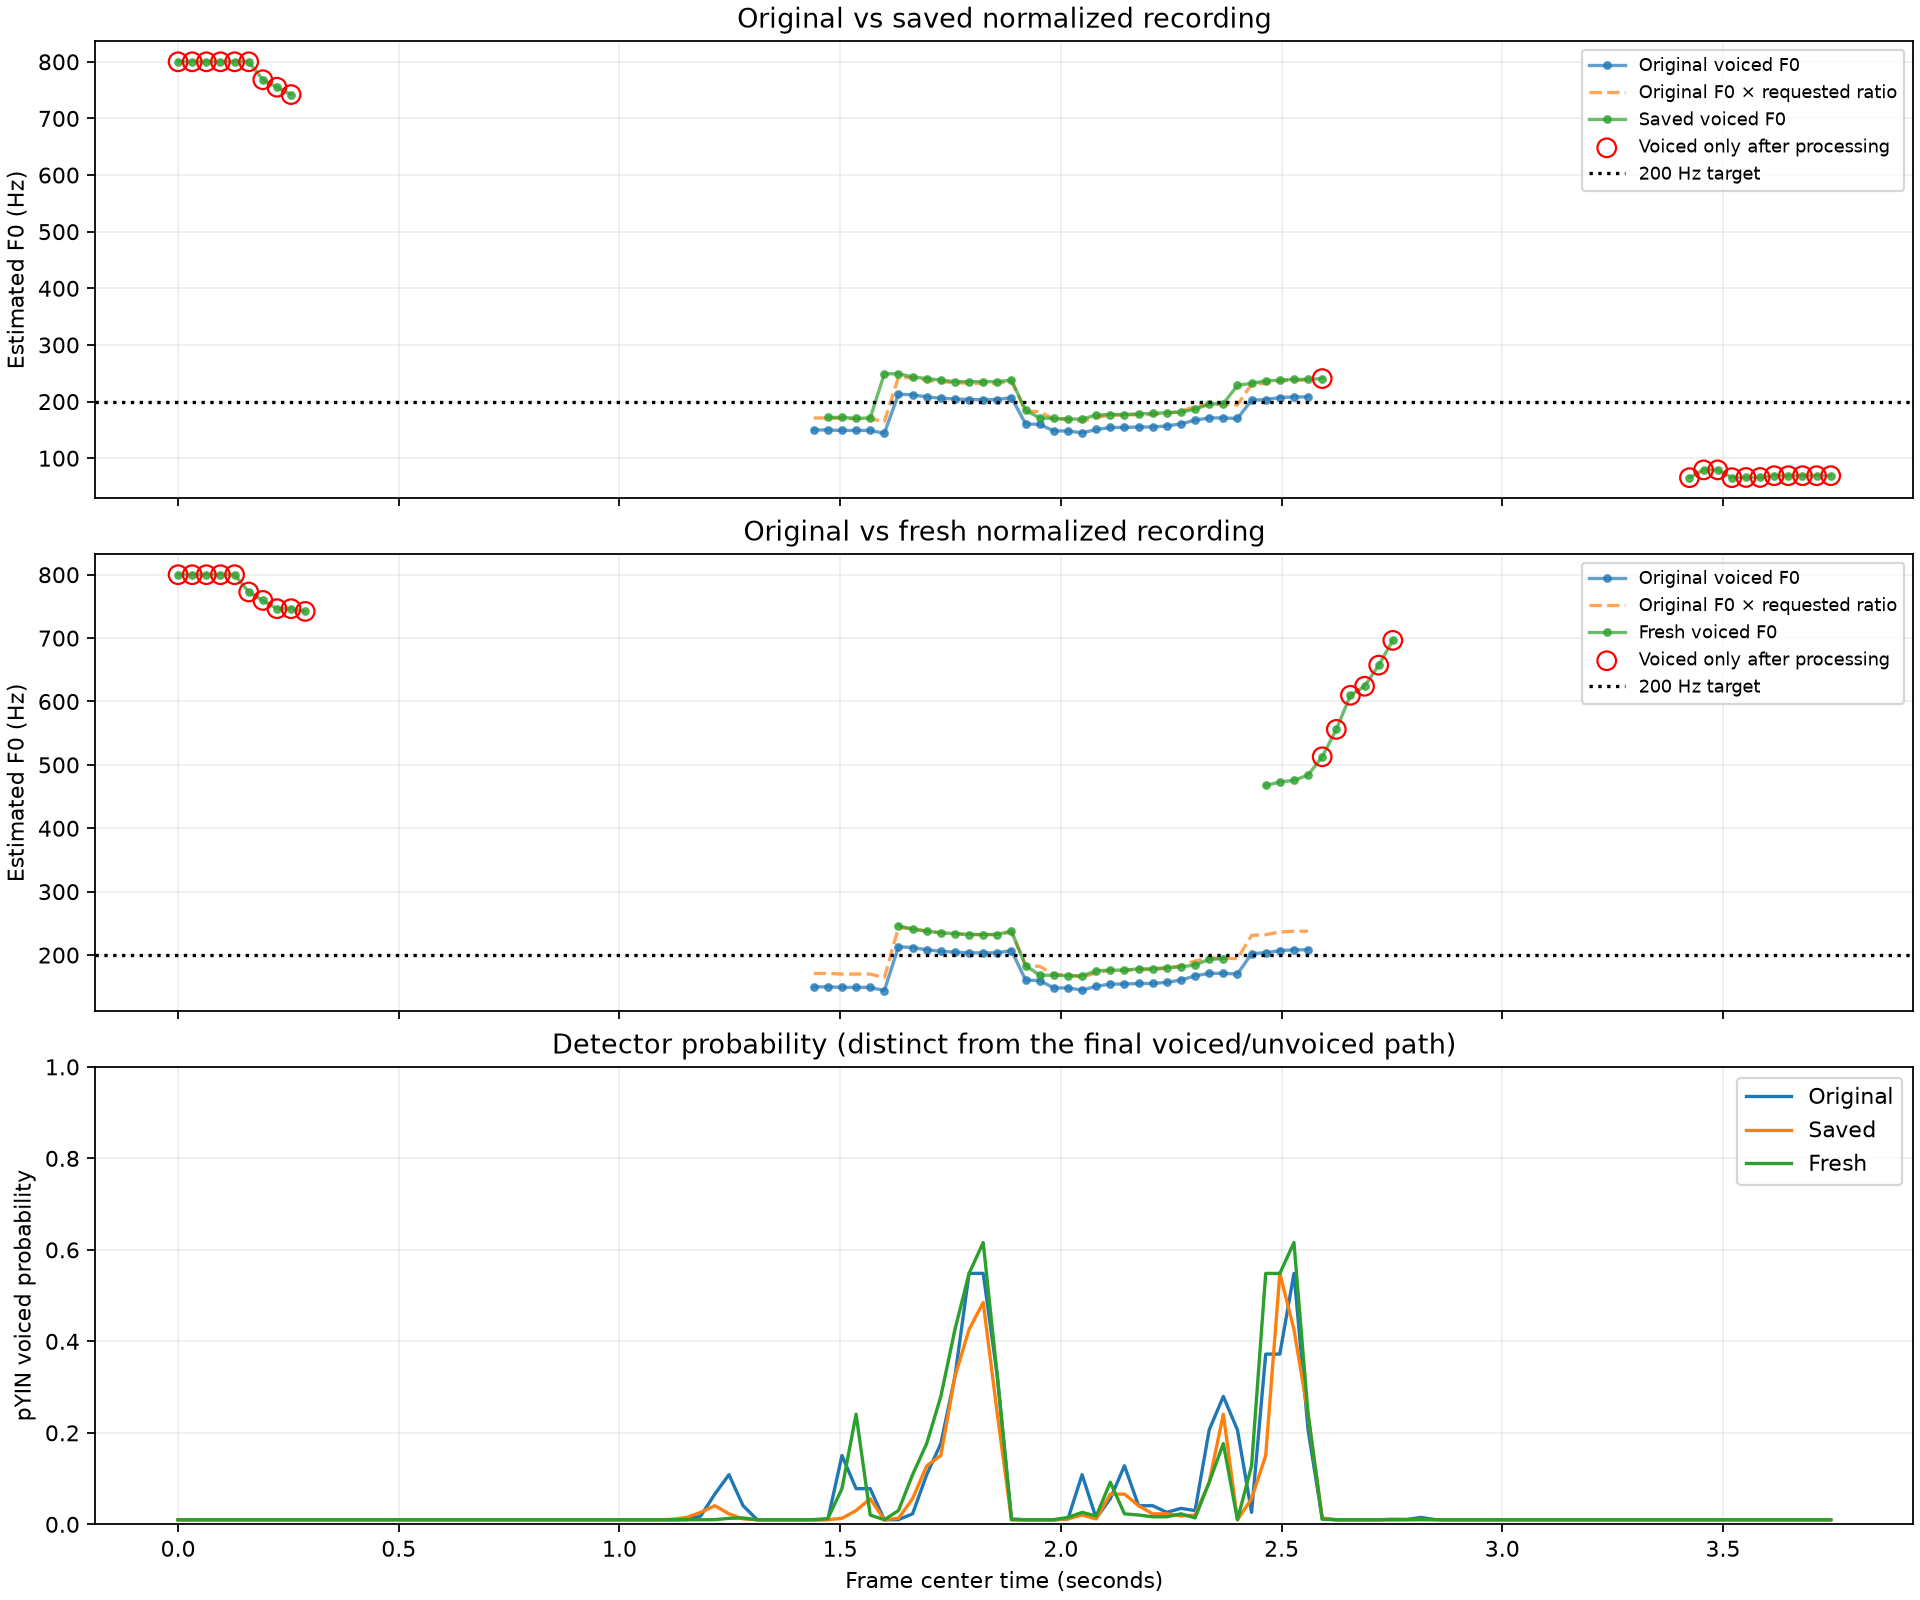 Original vs saved normalized recording
Estimated F0 (Hz)
800
700
600
500
400
300
200
100
Original voiced F0
Original F0 × requested ratio
Saved voiced F0
Voiced only after processing
200 Hz target
Original vs fresh normalized recording
Estimated F0 (Hz)
800
700
600
500
400
300
200
Original voiced F0
Original F0 × requested ratio
Fresh voiced F0
Voiced only after processing
200 Hz target
Detector probability (distinct from the final voiced/unvoiced path)
pYIN voiced probability
1.0
0.8
0.6
0.4
0.2
0.0
Original
Saved
Fresh
0.0 0.5 1.0 1.5 2.0 2.5 3.0 3.5
Frame center time (seconds)